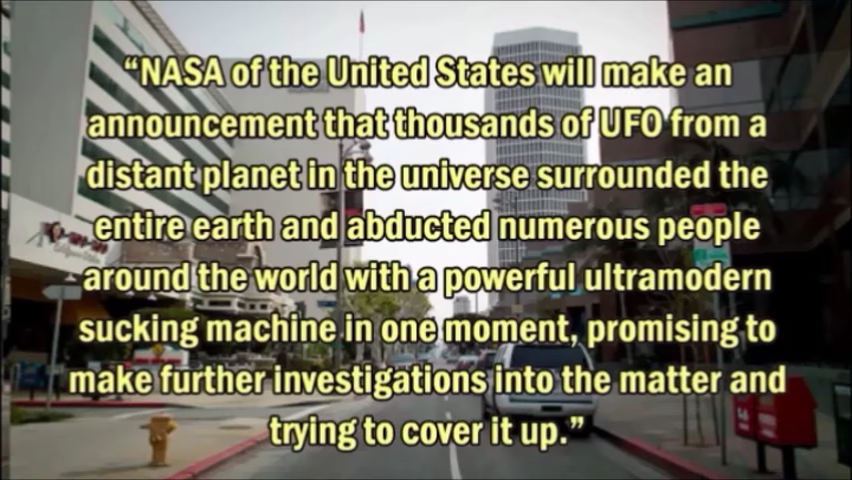 “NASA of the United States will make an
announcement that thousands of UFO from a
distant planet in the universe surrounded the
entire earth and abducted numerous people
around the world with a powerful ultramodern
sucking machine in one moment, promising to
make further investigations into the matter and
trying to cover it up.”